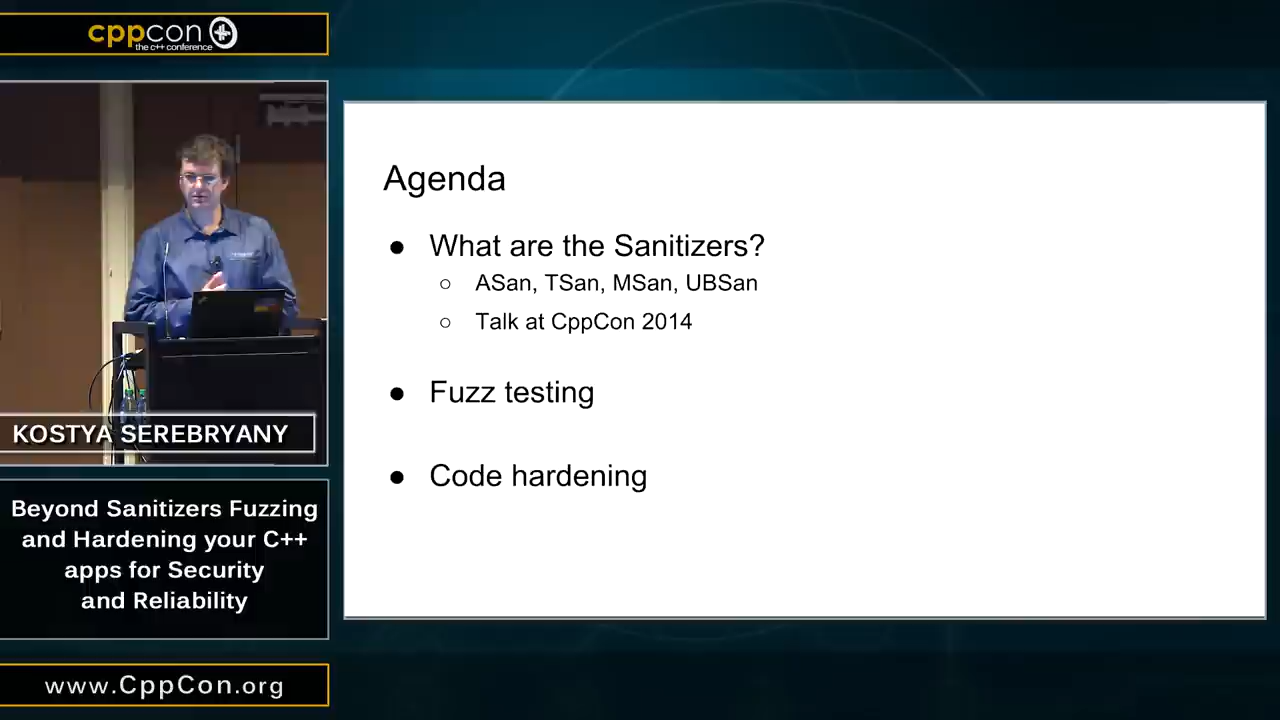 cppcon
the c++ conference
KOSTYA SEREBRYANY
Beyond Sanitizers Fuzzing
and Hardening your C++
apps for Security
and Reliability
www.CppCon.org
Agenda
● What are the Sanitizers?
○ ASan, TSan, MSan, UBSan
○ Talk at CppCon 2014
● Fuzz testing
● Code hardening